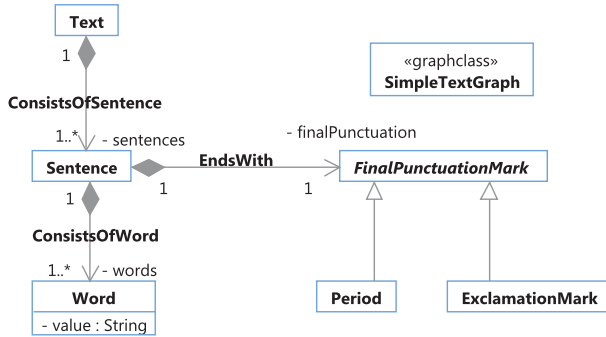 Text
1
«graphclass»
SimpleTextGraph
ConsistsOfSentence
1..*
- sentences
- finalPunctuation
Sentence
EndsWith
FinalPunctuationMark
1
1
1
ConsistsOfWord
1..*
- words
Word
Period
ExclamationMark
- value : String